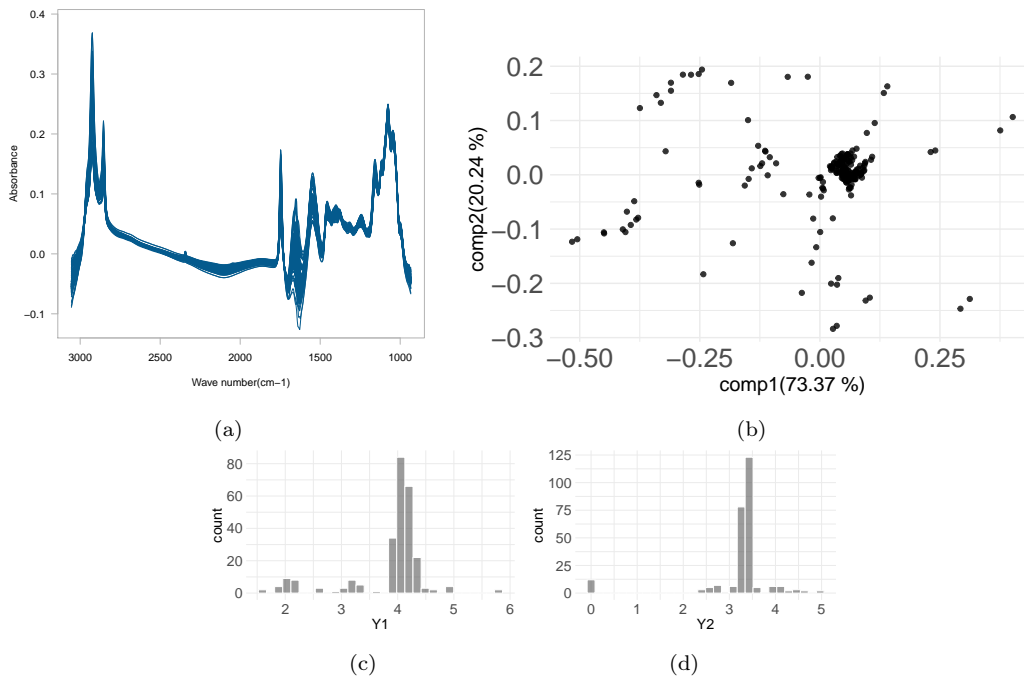 0.4
0.3
0.2
0.1
0.0
−0.1
Absorbance
3000 2500 2000 1500 1000
Wave number(cm−1)
(a)
0.2
0.1
0.0
−0.1
−0.2
−0.3
comp2(20.24 %)
−0.50 −0.25 0.00 0.25
comp1(73.37 %)
(b)
80
60
40
20
0
count
2 3 4 5 6
Y1
(c)
125
100
75
50
25
0
count
0 1 2 3 4 5
Y2
(d)